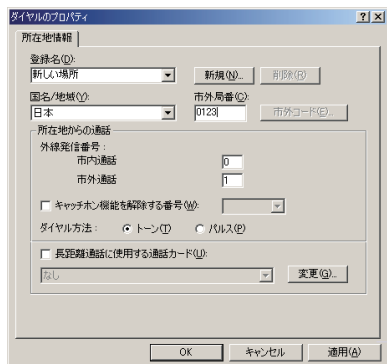 ダイヤルのプロパティ
所在地情報
登録名(D):
新しい場所 新規(N)... 削除(R)
国名/地域(Y): 市外局番(C):
日本 0123 市外コード(E)...
所在地からの通話
外線発信番号:
市内通話 0
市外通話 1
キャッチホン機能を解除する番号(W):
ダイヤル方法: トーン(T) パルス(P)
長距離通話に使用する通話カード(U):
なし 変更(G)...
OK キャンセル 適用(A)